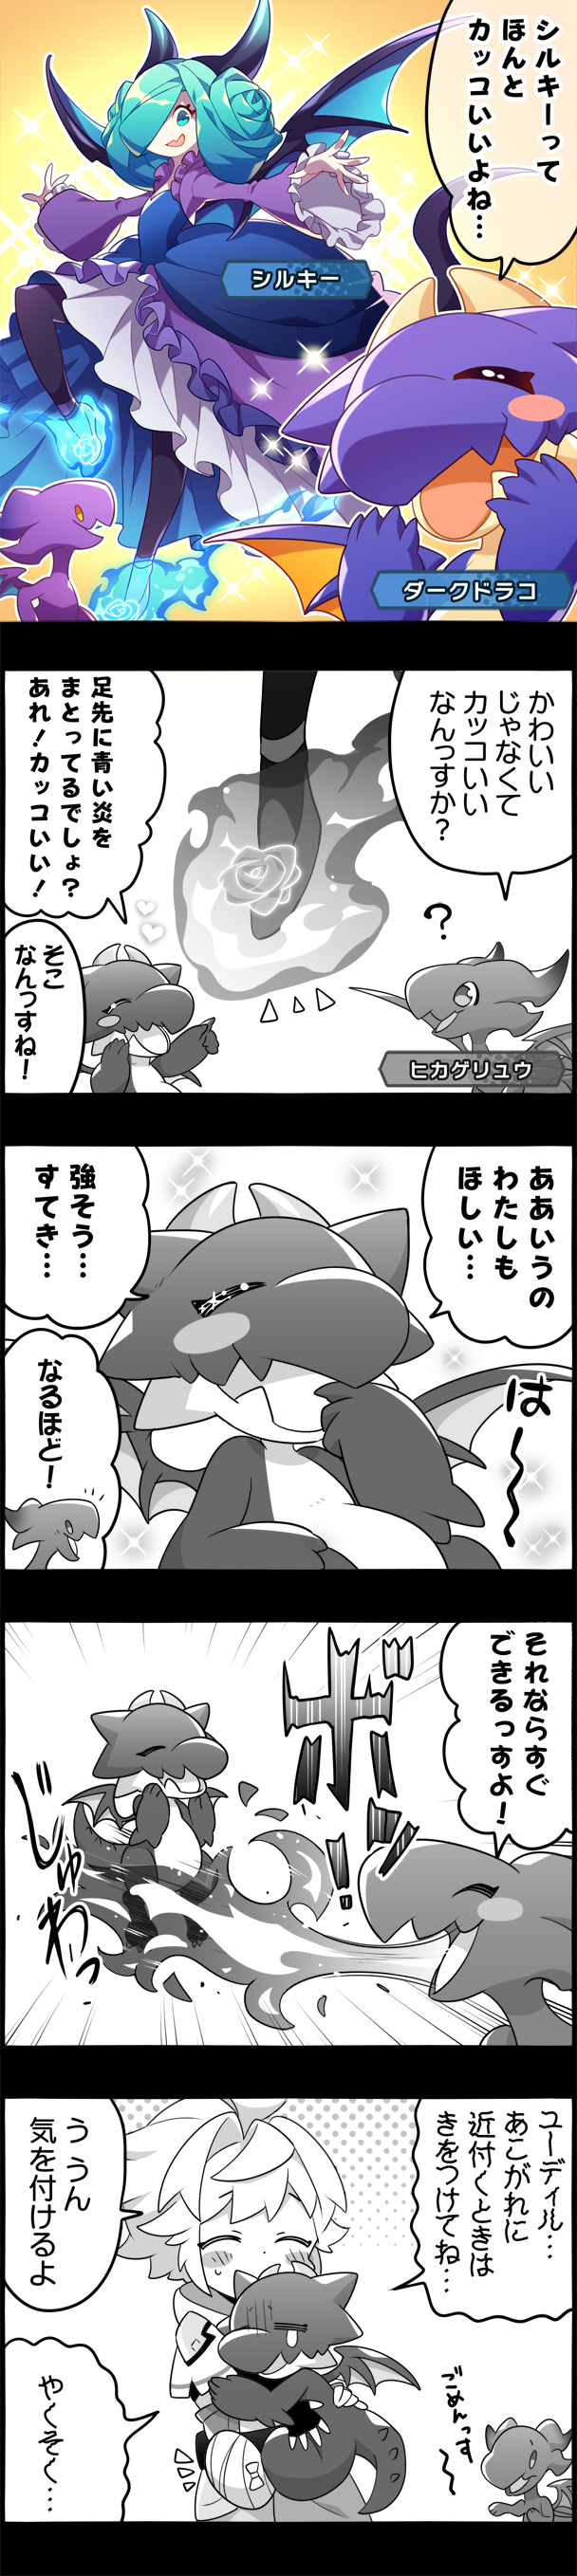 シルキーって
ほんと
カッコいいよね…
シルキー
ダークドラコ
かわいい
じゃなくて
カッコいい
なんっすか?
?
足先に青い炎を
まとってるでしょ?
あれ!カッコいい!
そこ
なんっすね!
ヒカゲリュウ
ああいうの
わたしも
ほしい…
は〜〜
強そう…
すてき…
なるほど!
それならすぐ
できるっすよ!
ボッ!!
じゅわっ
ユーディル…
あこがれに
近付くときは
きをつけてね…
う うん
気を付けるよ
やくそく…
ごめんっす〜